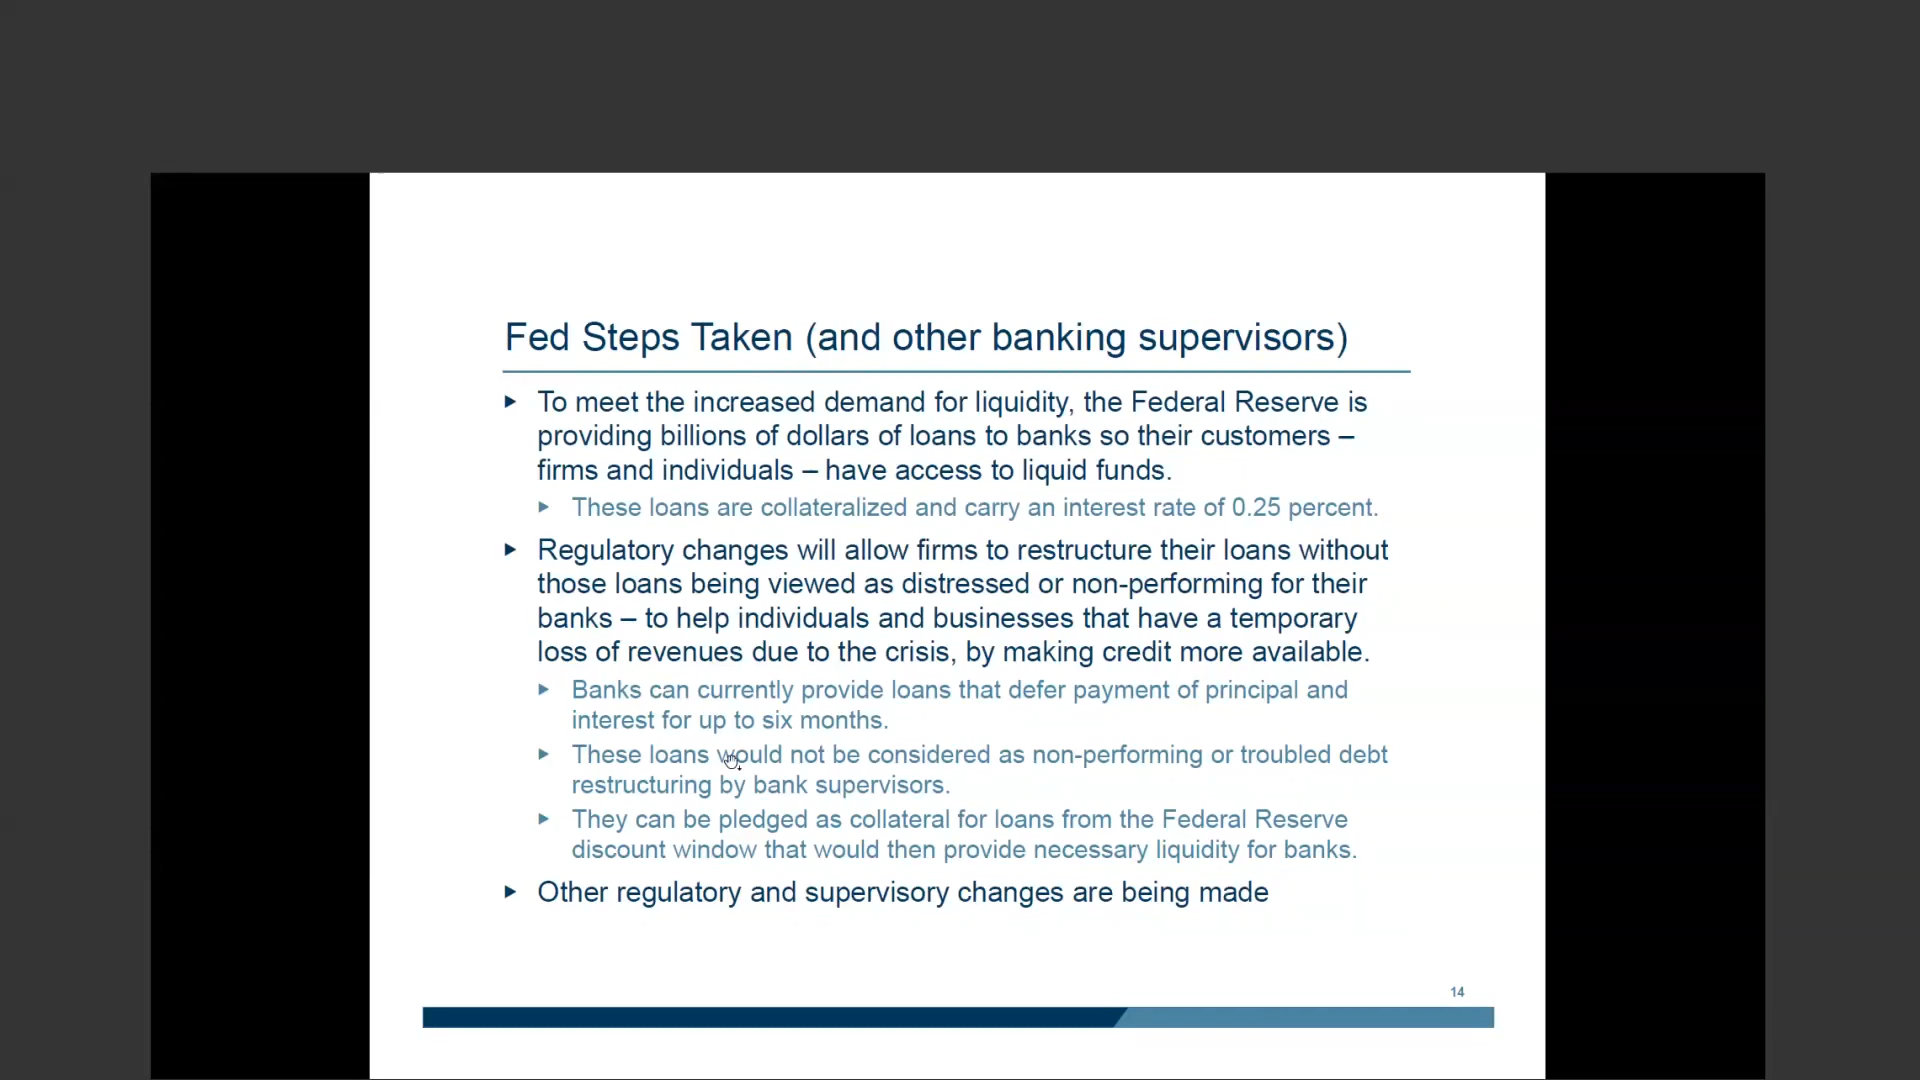 Fed Steps Taken (and other banking supervisors)
To meet the increased demand for liquidity, the Federal Reserve is
providing billions of dollars of loans to banks so their customers –
firms and individuals – have access to liquid funds.
These loans are collateralized and carry an interest rate of 0.25 percent.
Regulatory changes will allow firms to restructure their loans without
those loans being viewed as distressed or non-performing for their
banks – to help individuals and businesses that have a temporary
loss of revenues due to the crisis, by making credit more available.
Banks can currently provide loans that defer payment of principal and
interest for up to six months.
These loans would not be considered as non-performing or troubled debt
restructuring by bank supervisors.
They can be pledged as collateral for loans from the Federal Reserve
discount window that would then provide necessary liquidity for banks.
Other regulatory and supervisory changes are being made
14